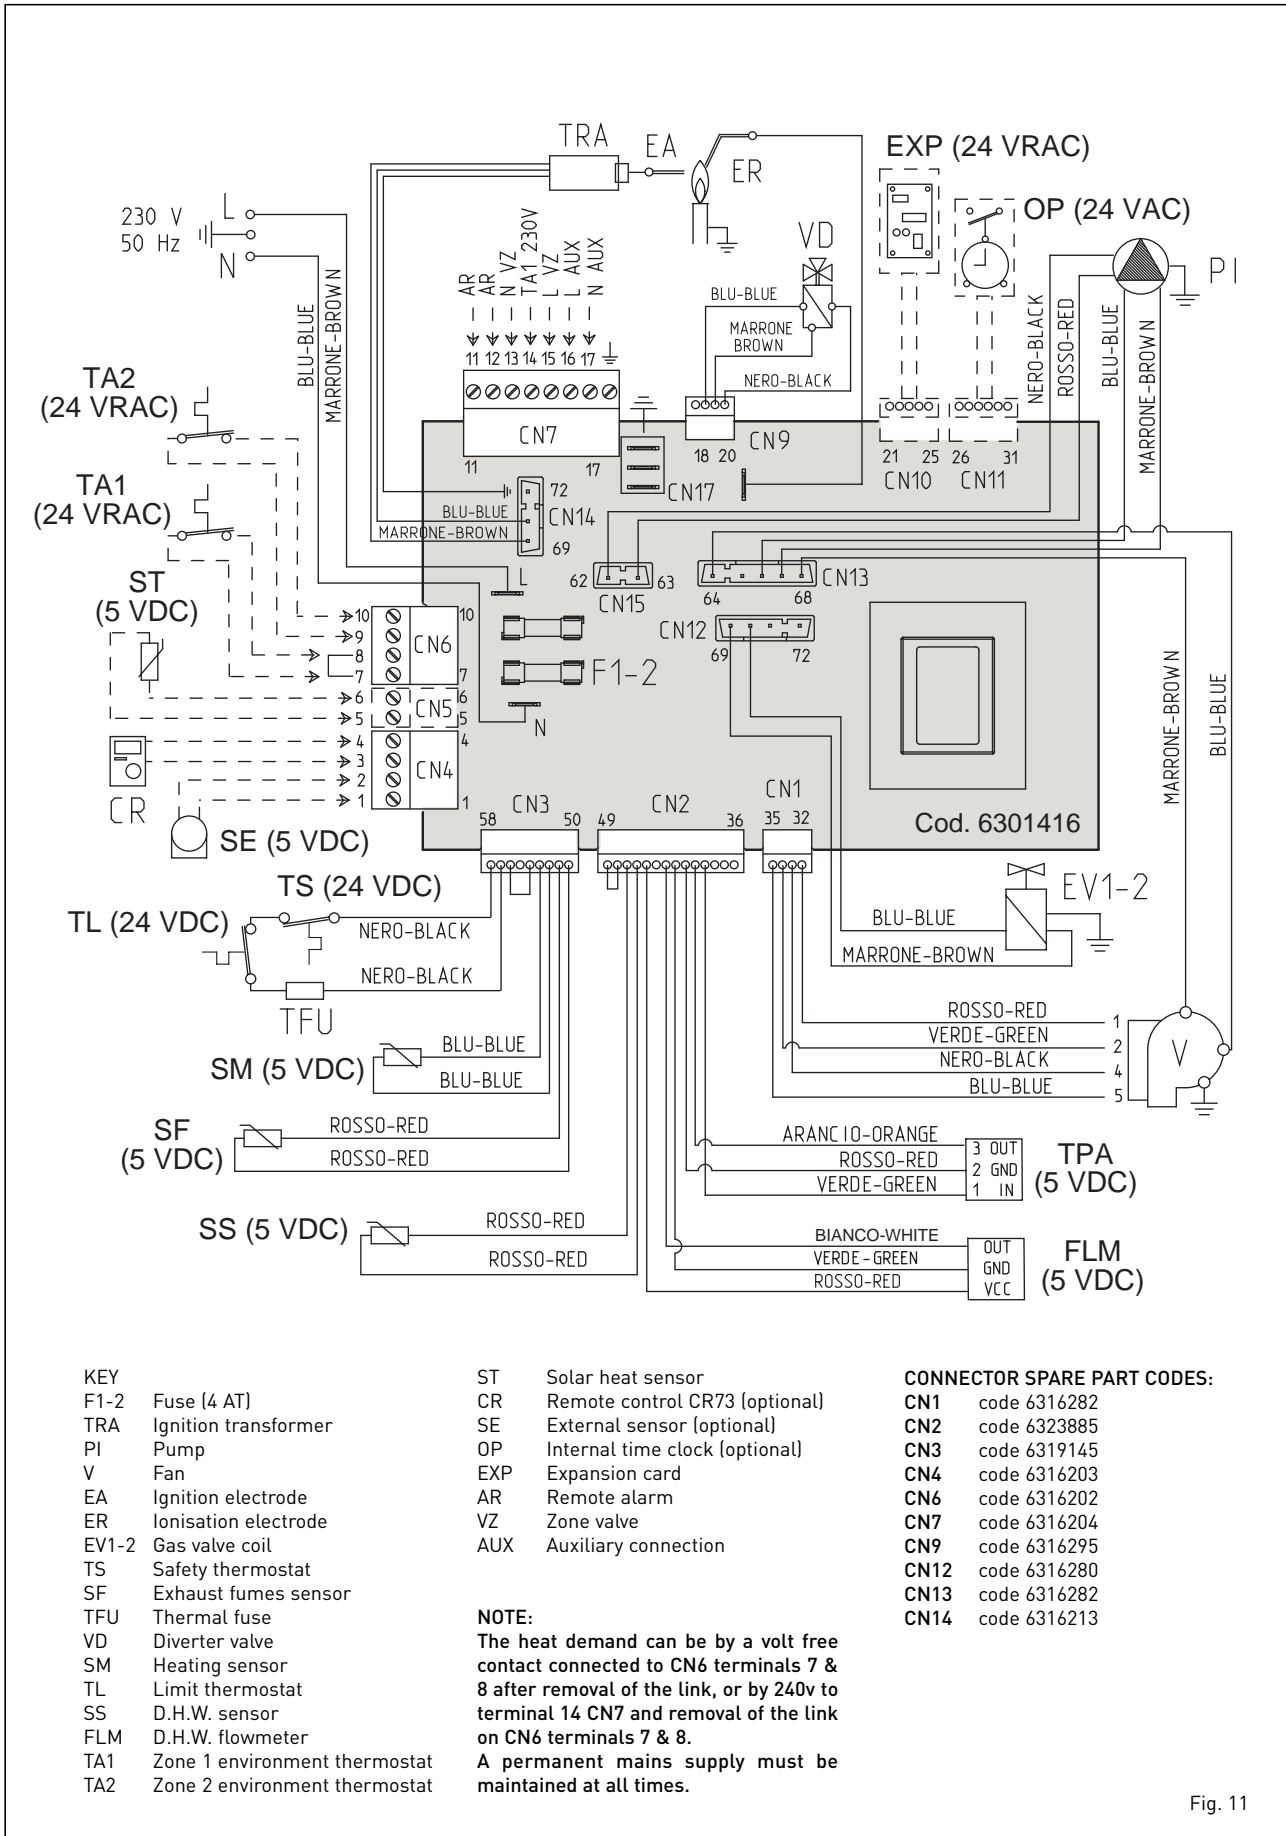 TRA
EA
ER
EXP (24 VRAC)
OP (24 VAC)
230 V
50 Hz
L
N
VD
PI
AR
AR
N VZ
TA1 230V
L VZ
L AUX
N AUX
11 12 13 14 15 16 17
BLU-BLUE
MARRONE-BROWN
BLU-BLUE
MARRONE
BROWN
NERO-BLACK
NERO-BLACK
ROSSO-RED
BLU-BLUE
MARRONE-BROWN
TA2
(24 VRAC)
TA1
(24 VRAC)
ST
(5 VDC)
CN7
11 17
CN17
CN9
18 20
21 25
CN10
26 31
CN11
72
CN14
69
BLU-BLUE
MARRONE-BROWN
L
62 63
CN15
CN13
64 68
CN12
69 72
F1-2
N
10
9
8
7
6
5
4
3
2
1
CN6
10
7
CN5
6
5
CN4
4
1
CR
SE (5 VDC)
CN3
58 50
CN2
49 36
CN1
35 32
Cod. 6301416
MARRONE-BROWN
BLU-BLUE
TS (24 VDC)
TL (24 VDC)
NERO-BLACK
NERO-BLACK
TFU
EV1-2
BLU-BLUE
MARRONE-BROWN
SM (5 VDC)
BLU-BLUE
BLU-BLUE
ROSSO-RED 1
VERDE-GREEN 2
NERO-BLACK 4
BLU-BLUE 5
V
SF
(5 VDC)
ROSSO-RED
ROSSO-RED
ARANCIO-ORANGE
ROSSO-RED
VERDE-GREEN
3 OUT
2 GND
1 IN
TPA
(5 VDC)
SS (5 VDC)
ROSSO-RED
ROSSO-RED
BIANCO-WHITE
VERDE-GREEN
ROSSO-RED
OUT
GND
VCC
FLM
(5 VDC)
KEY
F1-2 Fuse (4 AT)
TRA Ignition transformer
PI Pump
V Fan
EA Ignition electrode
ER Ionisation electrode
EV1-2 Gas valve coil
TS Safety thermostat
SF Exhaust fumes sensor
TFU Thermal fuse
VD Diverter valve
SM Heating sensor
TL Limit thermostat
SS D.H.W. sensor
FLM D.H.W. flowmeter
TA1 Zone 1 environment thermostat
TA2 Zone 2 environment thermostat
ST Solar heat sensor
CR Remote control CR73 (optional)
SE External sensor (optional)
OP Internal time clock (optional)
EXP Expansion card
AR Remote alarm
VZ Zone valve
AUX Auxiliary connection
NOTE:
The heat demand can be by a volt free
contact connected to CN6 terminals 7 &
8 after removal of the link, or by 240v to
terminal 14 CN7 and removal of the link
on CN6 terminals 7 & 8.
A permanent mains supply must be
maintained at all times.
CONNECTOR SPARE PART CODES:
CN1 code 6316282
CN2 code 6323885
CN3 code 6319145
CN4 code 6316203
CN6 code 6316202
CN7 code 6316204
CN9 code 6316295
CN12 code 6316280
CN13 code 6316282
CN14 code 6316213
Fig. 11